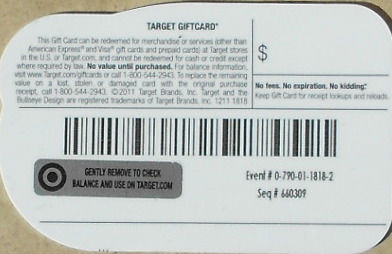 TARGET GIFTCARD®
This Gift Card can be redeemed for merchandise or services (other than
American Express® and Visa® gift cards and prepaid cards) at Target stores
in the U.S. or Target.com, and cannot be redeemed for cash or credit except
where required by law. No value until purchased. For balance information,
visit www.Target.com/giftcards or call 1-800-544-2943. To replace the remaining
value on a lost, stolen or damaged card with the original purchase
receipt, call 1-800-544-2943. ©2011 Target Brands, Inc. Target and the
Bullseye Design are registered trademarks of Target Brands, Inc. 1211 1818
$
No fees. No expiration. No kidding.®
Keep Gift Card for receipt lookups and reloads.
GENTLY REMOVE TO CHECK
BALANCE AND USE ON TARGET.COM
Event # 0-790-01-1818-2
Seq # 660309